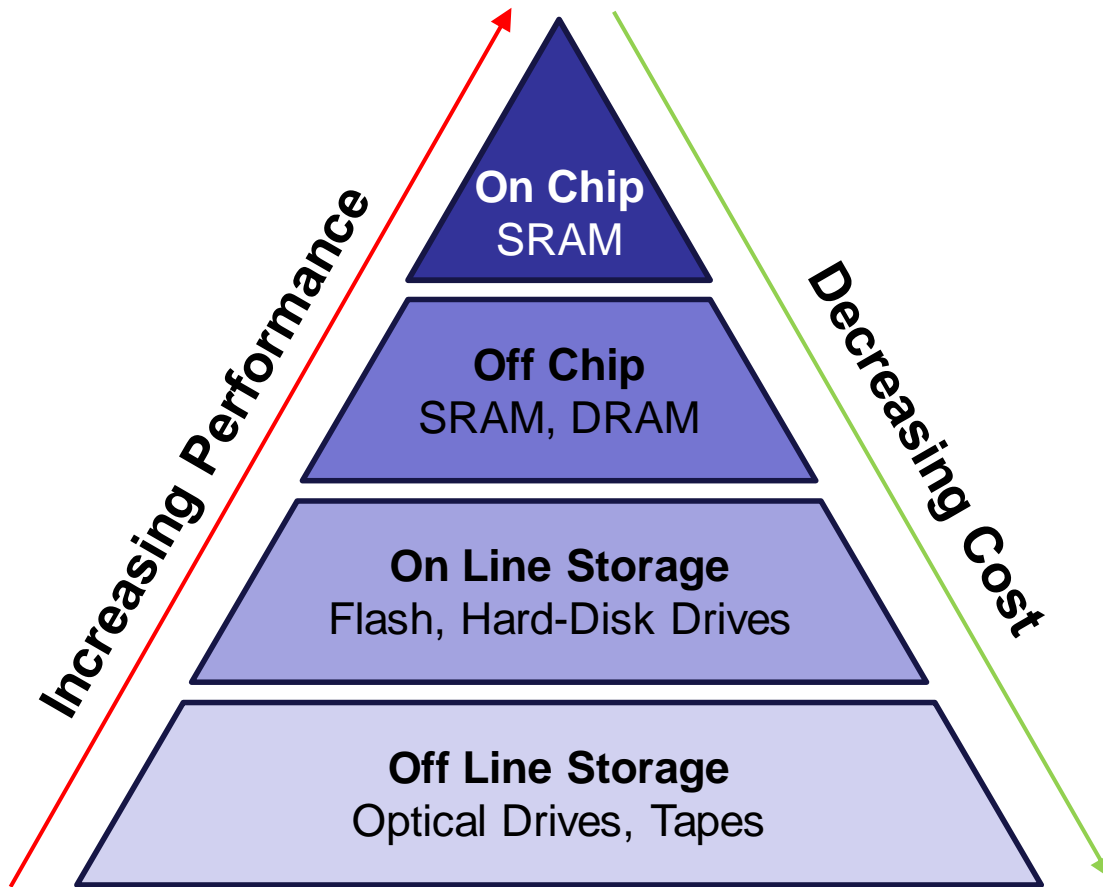 On Chip
SRAM
Increasing Performance
Decreasing Cost
Off Chip
SRAM, DRAM
On Line Storage
Flash, Hard-Disk Drives
Off Line Storage
Optical Drives, Tapes